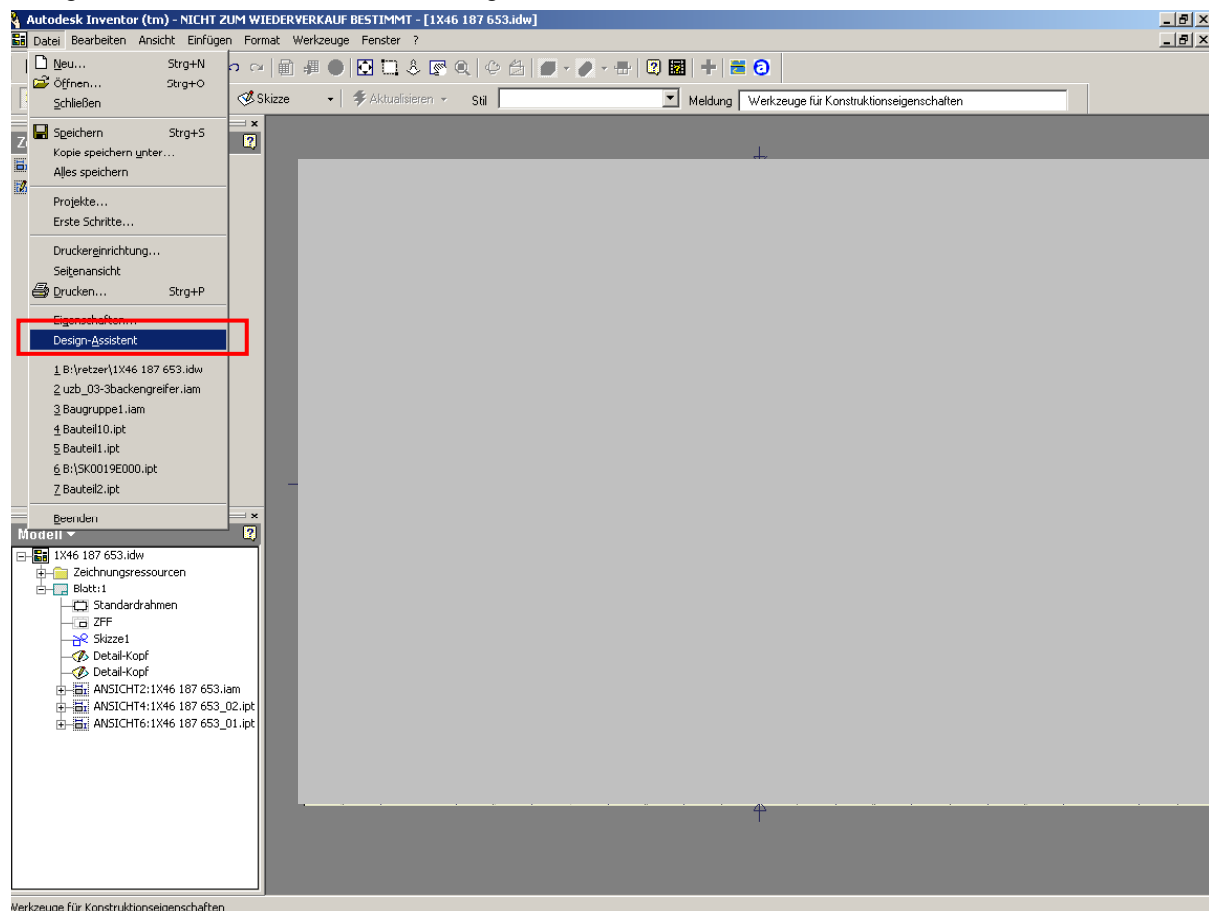 Autodesk Inventor (tm) - NICHT ZUM WIEDERVERKAUF BESTIMMT - [1X46 187 653.idw]
Datei Bearbeiten Ansicht Einfügen Format Werkzeuge Fenster ?
Neu... Strg+N
Öffnen... Strg+O
Schließen
Skizze Aktualisieren Stil Meldung Werkzeuge für Konstruktionseigenschaften
Speichern Strg+S
Kopie speichern unter...
Alles speichern
Projekte...
Erste Schritte...
Druckereinrichtung...
Seitenansicht
Drucken... Strg+P
Eigenschaften...
Design-Assistent
1 B:\retzer\1X46 187 653.idw
2 uzb_03-3backengreifer.iam
3 Baugruppe1.iam
4 Bauteil10.ipt
5 Bauteil1.ipt
6 B:\SK0019E000.ipt
7 Bauteil2.ipt
Beenden
Modell
1X46 187 653.idw
Zeichnungsressourcen
Blatt:1
Standardrahmen
ZFF
Skizze1
Detail-Kopf
Detail-Kopf
ANSICHT2:1X46 187 653.iam
ANSICHT4:1X46 187 653_02.ipt
ANSICHT6:1X46 187 653_01.ipt
Werkzeuge für Konstruktionseigenschaften